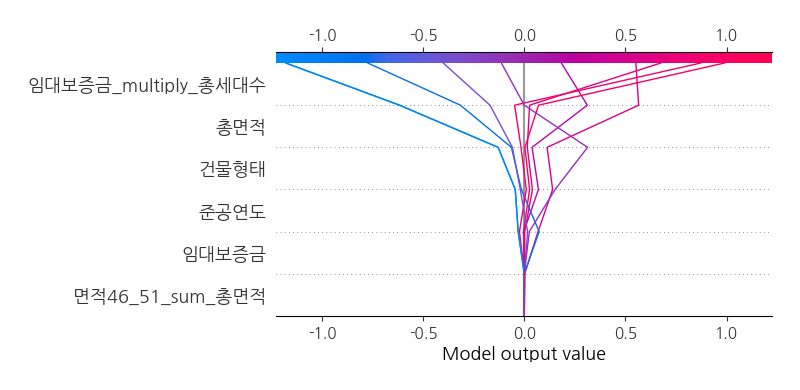 -1.0 -0.5 0.0 0.5 1.0
임대보증금_multiply_총세대수
총면적
건물형태
준공연도
임대보증금
면적46_51_sum_총면적
-1.0 -0.5 0.0 0.5 1.0
Model output value